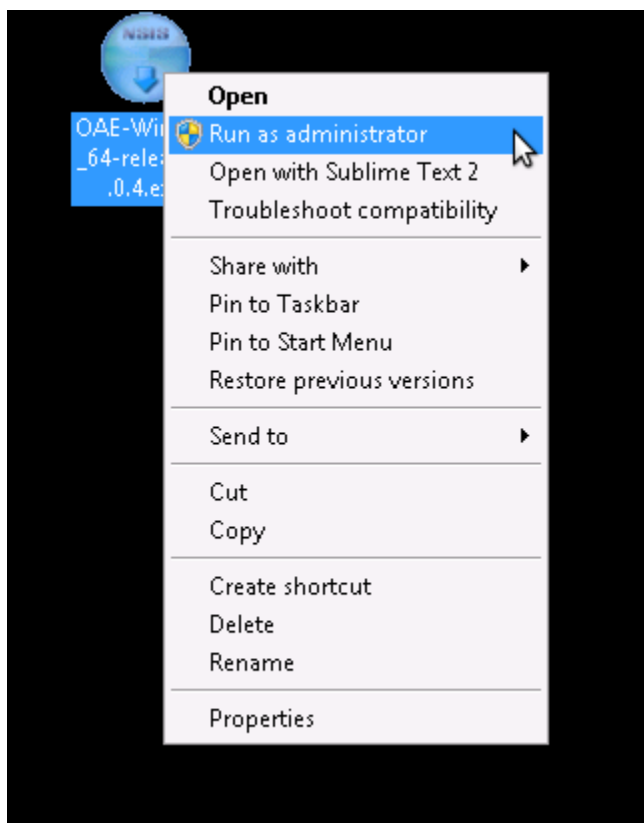 NSIS
OAE-Wi
_64-rele
.0.4.e
Open
Run as administrator
Open with Sublime Text 2
Troubleshoot compatibility
Share with
Pin to Taskbar
Pin to Start Menu
Restore previous versions
Send to
Cut
Copy
Create shortcut
Delete
Rename
Properties